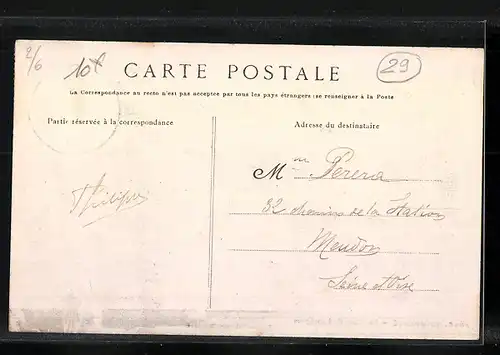 2/6
10f
CARTE POSTALE
29
La Correspondance au recto n'est pas acceptée par tous les pays étrangers (se renseigner à la Poste
Partie réservée à la correspondance
Adresse du destinataire
Mon Perera
32 chemins de la Station
Meudon
Seine et Oise